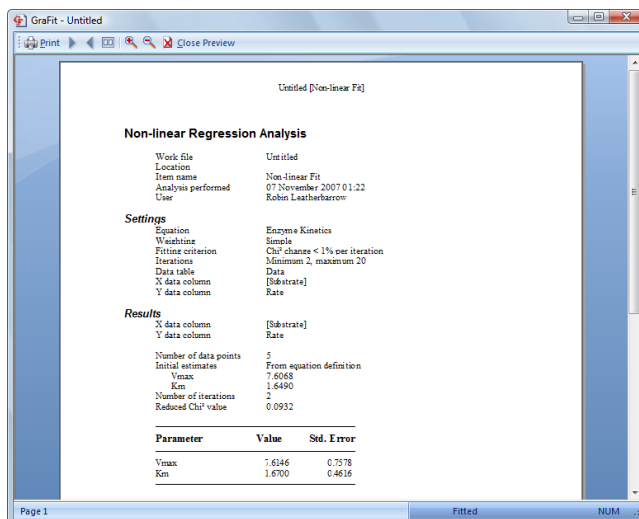 GraFit - Untitled
Print Close Preview
Untitled [Non-linear Fit]
Non-linear Regression Analysis
Work file Untitled
Location
Item name Non-linear Fit
Analysis performed 07 November 2007 01:22
User Robin Leatherbarrow
Settings
Equation Enzyme Kinetics
Weighting Simple
Fitting criterion Chi² change < 1% per iteration
Iterations Minimum 2, maximum 20
Data table Data
X data column [Substrate]
Y data column Rate
Results
X data column [Substrate]
Y data column Rate
Number of data points 5
Initial estimates From equation definition
Vmax 7.6068
Km 1.6490
Number of iterations 2
Reduced Chi² value 0.0932
Parameter Value Std. Error
Vmax 7.6146 0.7578
Km 1.6700 0.4616
Page 1 Fitted NUM